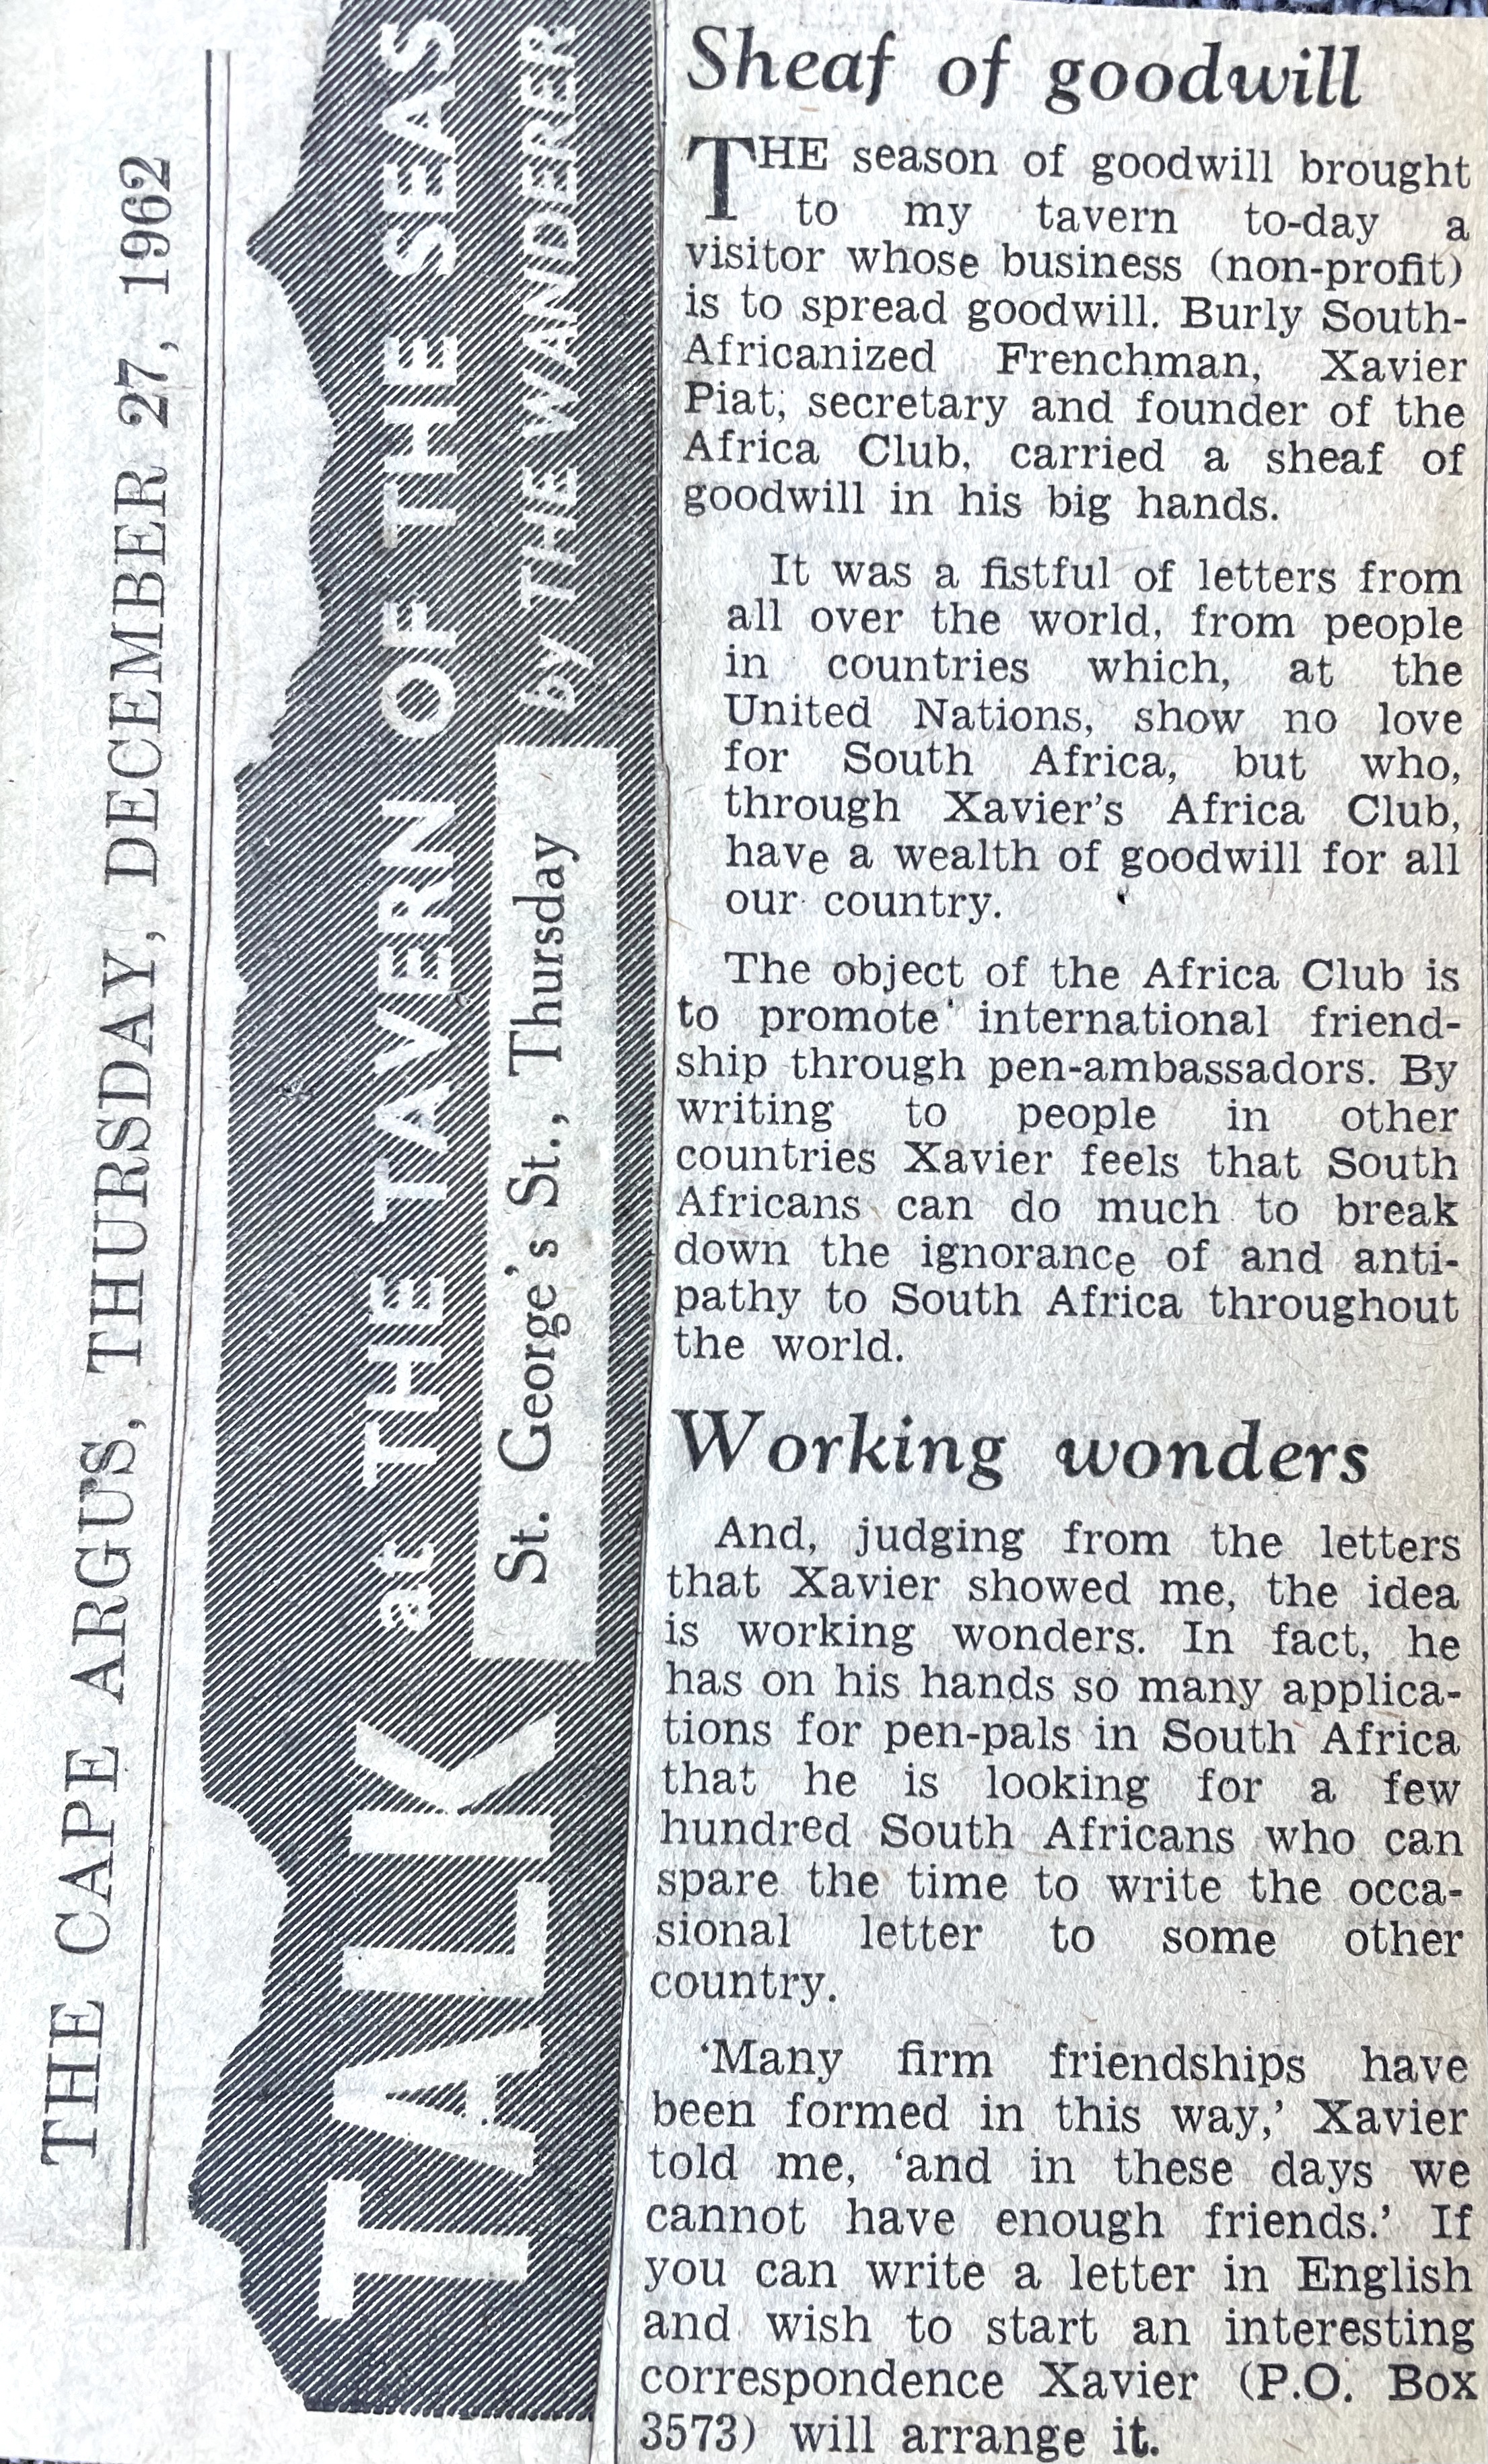 THE CAPE ARGUS, THURSDAY, DECEMBER 27, 1962
TALK at THE TAVERN OF THE SEAS
St. George's St., Thursday
by THE WANDERER
Sheaf of goodwill
THE season of goodwill brought
to my tavern to-day a
visitor whose business (non-profit)
is to spread goodwill. Burly South-
Africanized Frenchman, Xavier
Piat, secretary and founder of the
Africa Club, carried a sheaf of
goodwill in his big hands.
It was a fistful of letters from
all over the world, from people
in countries which, at the
United Nations, show no love
for South Africa, but who,
through Xavier's Africa Club,
have a wealth of goodwill for all
our country.
The object of the Africa Club is
to promote international friend-
ship through pen-ambassadors. By
writing to people in other
countries Xavier feels that South
Africans can do much to break
down the ignorance of and anti-
pathy to South Africa throughout
the world.
Working wonders
And, judging from the letters
that Xavier showed me, the idea
is working wonders. In fact, he
has on his hands so many applica-
tions for pen-pals in South Africa
that he is looking for a few
hundred South Africans who can
spare the time to write the occa-
sional letter to some other
country.
'Many firm friendships have
been formed in this way,' Xavier
told me, 'and in these days we
cannot have enough friends.' If
you can write a letter in English
and wish to start an interesting
correspondence Xavier (P.O. Box
3573) will arrange it.